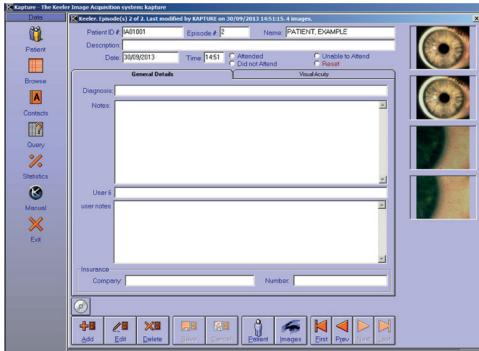 Kapture - The Keeler Image Acquisition system: kapture
Data
Patient
Browse
Contacts
Query
Statistics
Manual
Exit
Keeler. Episode(s) 2 of 2. Last modified by KAPTURE on 30/09/2013 14:51:15. 4 images.
Patient ID #: IA01001 Episode #: 2 Name: PATIENT, EXAMPLE
Description:
Date: 30/09/2013 Time: 14:51 Attended Unable to Attend
Did not Attend Reset
General Details Visual Acuity
Diagnosis:
Notes:
User 6
user notes
Insurance
Company: Number:
Add Edit Delete Save Cancel Patient Images First Prev Next Last